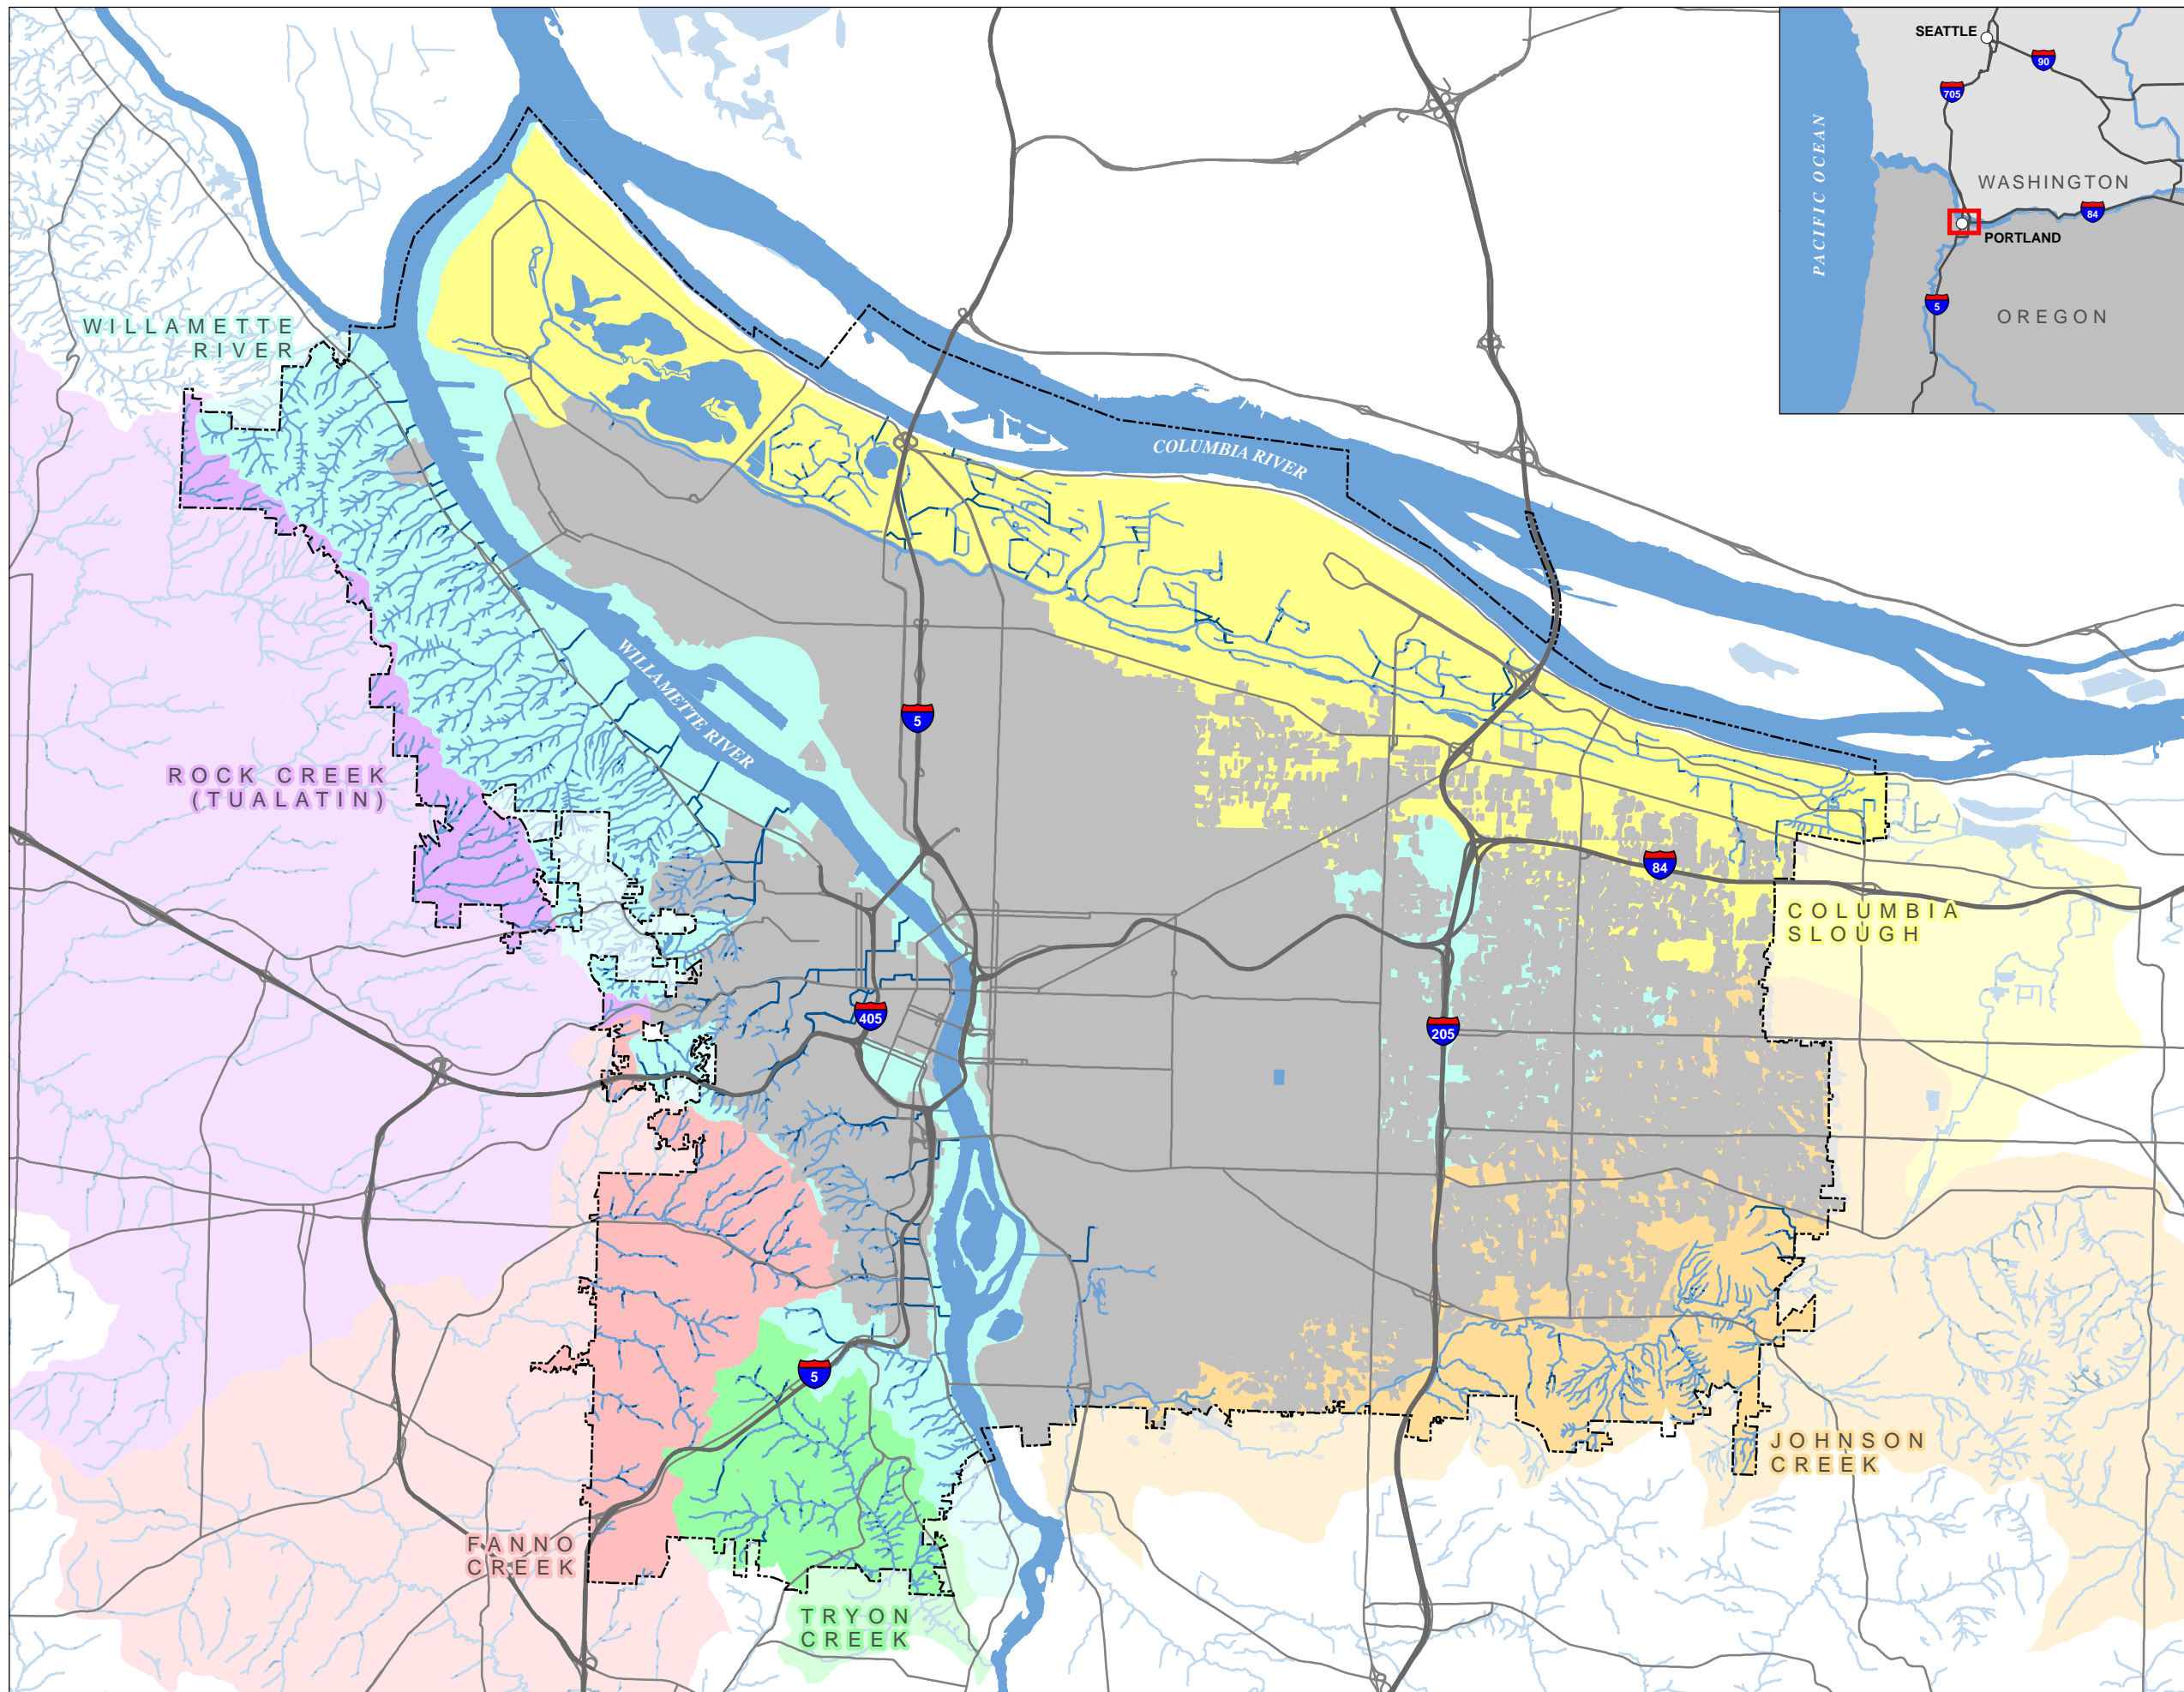 SEATTLE
90
705
PACIFIC OCEAN
WASHINGTON
84
PORTLAND
5
OREGON
WILLAMETTE
RIVER
COLUMBIA RIVER
WILLAMETTE RIVER
5
ROCK CREEK
(TUALATIN)
84
COLUMBIA
SLOUGH
405
205
5
JOHNSON
CREEK
FANNO
CREEK
TRYON
CREEK